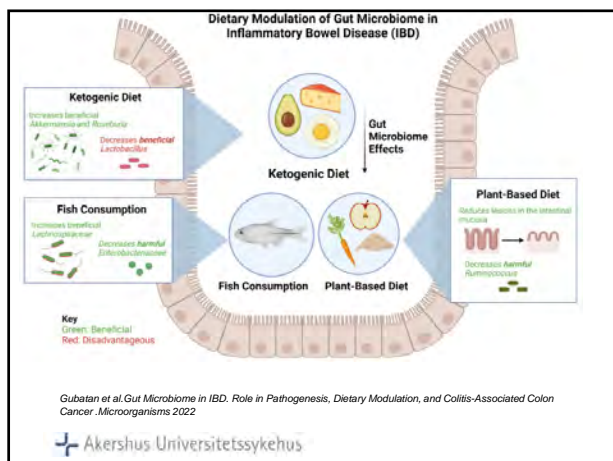 Dietary Modulation of Gut Microbiome in
Inflammatory Bowel Disease (IBD)
Ketogenic Diet
Increases beneficial
Akkermansia and Roseburia
Decreases beneficial
Lactobacillus
Gut
Microbiome
Effects
Ketogenic Diet
Fish Consumption
Increases beneficial
Lachnospiraceae
Decreases harmful
Enterobacteriaceae
Plant-Based Diet
Reduces lesions in the intestinal
mucosa
Decreases harmful
Ruminococcus
Fish Consumption
Plant-Based Diet
Key
Green: Beneficial
Red: Disadvantageous
Gubatan et al.Gut Microbiome in IBD. Role in Pathogenesis, Dietary Modulation, and Colitis-Associated Colon
Cancer .Microorganisms 2022
Akershus Universitetssykehus